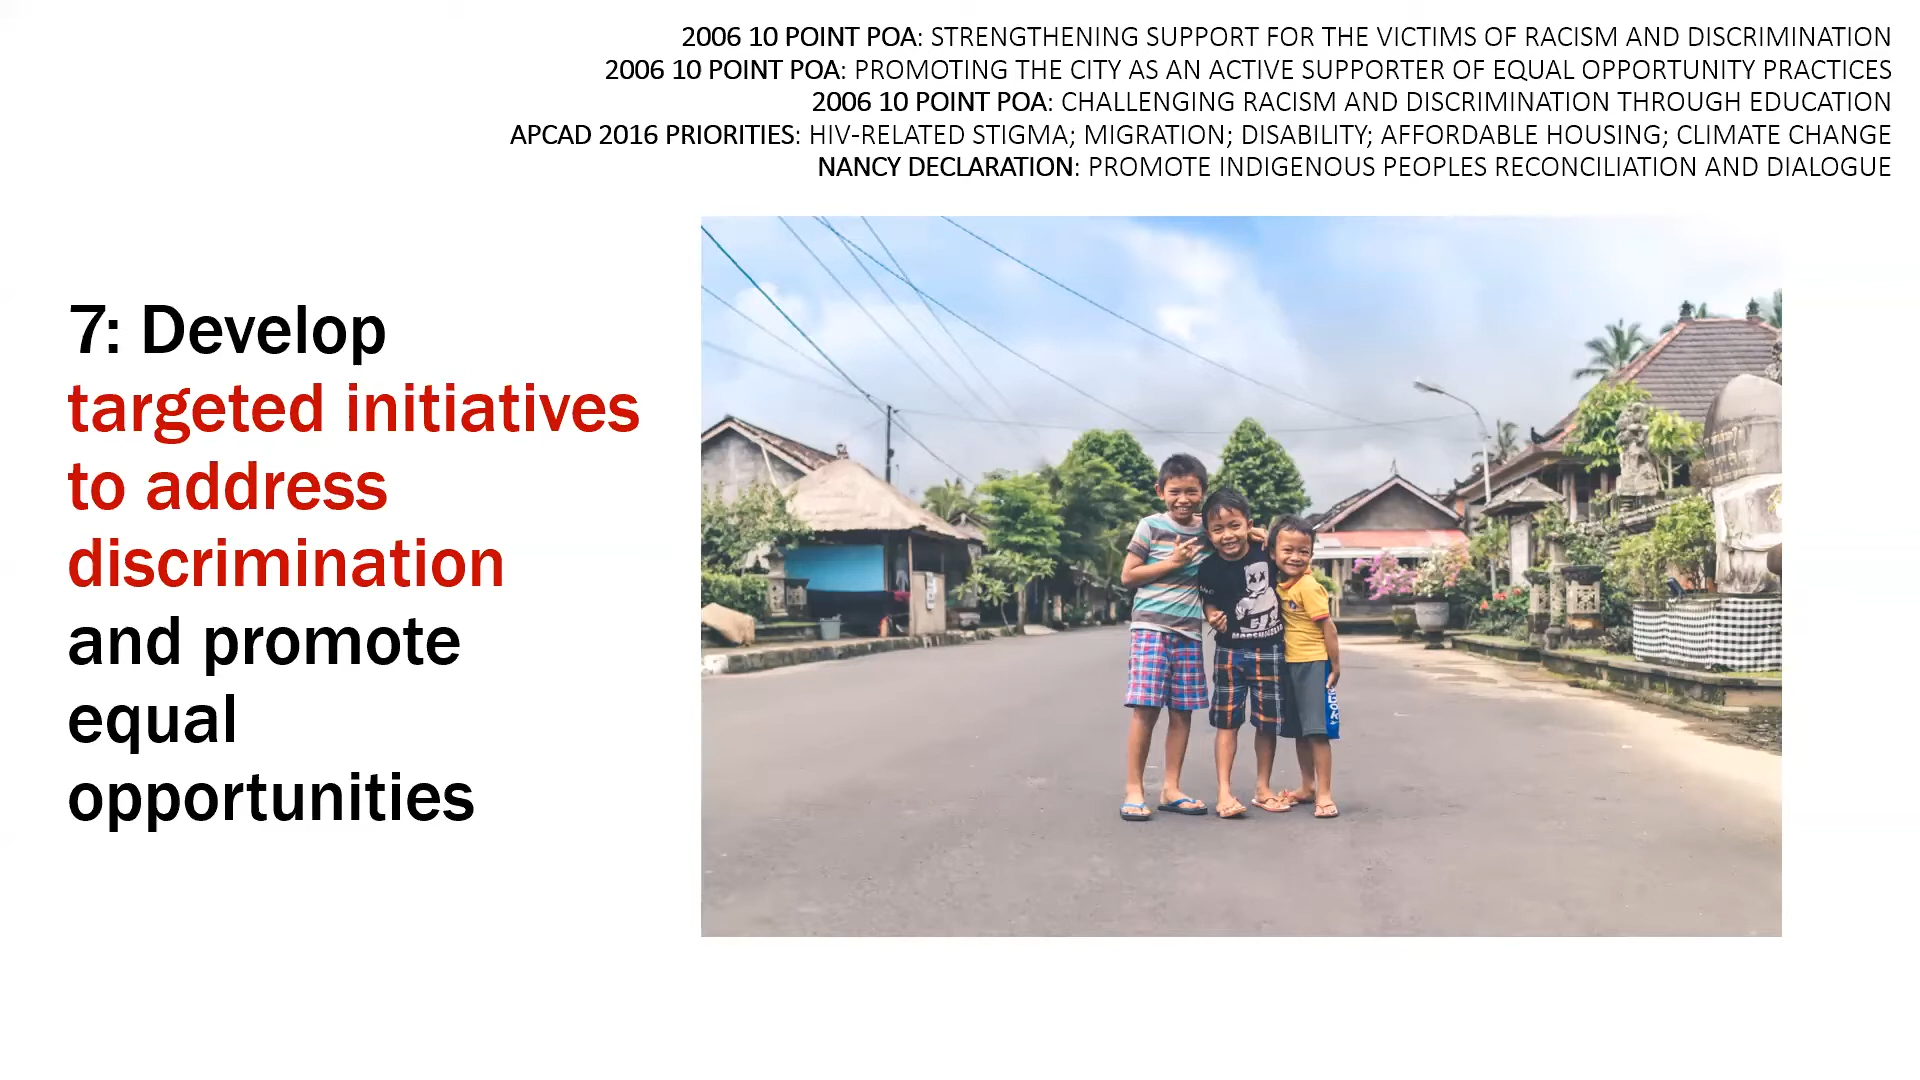 2006 10 POINT POA: STRENGTHENING SUPPORT FOR THE VICTIMS OF RACISM AND DISCRIMINATION
2006 10 POINT POA: PROMOTING THE CITY AS AN ACTIVE SUPPORTER OF EQUAL OPPORTUNITY PRACTICES
2006 10 POINT POA: CHALLENGING RACISM AND DISCRIMINATION THROUGH EDUCATION
APCAD 2016 PRIORITIES: HIV-RELATED STIGMA; MIGRATION; DISABILITY; AFFORDABLE HOUSING; CLIMATE CHANGE
NANCY DECLARATION: PROMOTE INDIGENOUS PEOPLES RECONCILIATION AND DIALOGUE
7: Develop
targeted initiatives
to address
discrimination
and promote
equal
opportunities